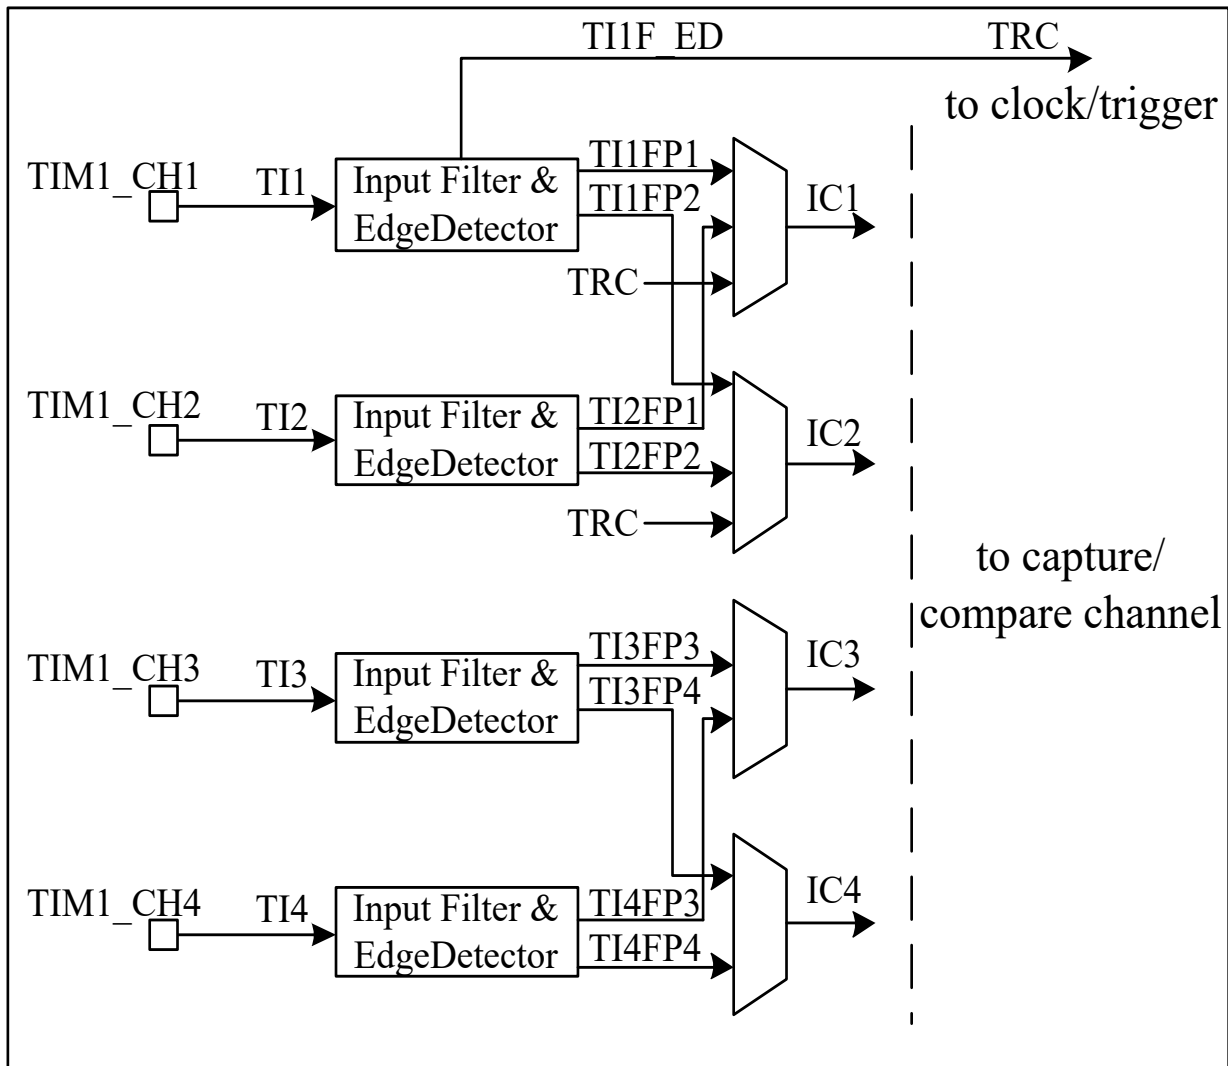 TI1F_ED
TRC
to clock/trigger
TIM1_CH1
TI1
Input Filter &
EdgeDetector
TI1FP1
TI1FP2
TRC
IC1
TIM1_CH2
TI2
Input Filter &
EdgeDetector
TI2FP1
TI2FP2
TRC
IC2
to capture/
compare channel
TIM1_CH3
TI3
Input Filter &
EdgeDetector
TI3FP3
TI3FP4
IC3
TIM1_CH4
TI4
Input Filter &
EdgeDetector
TI4FP3
TI4FP4
IC4